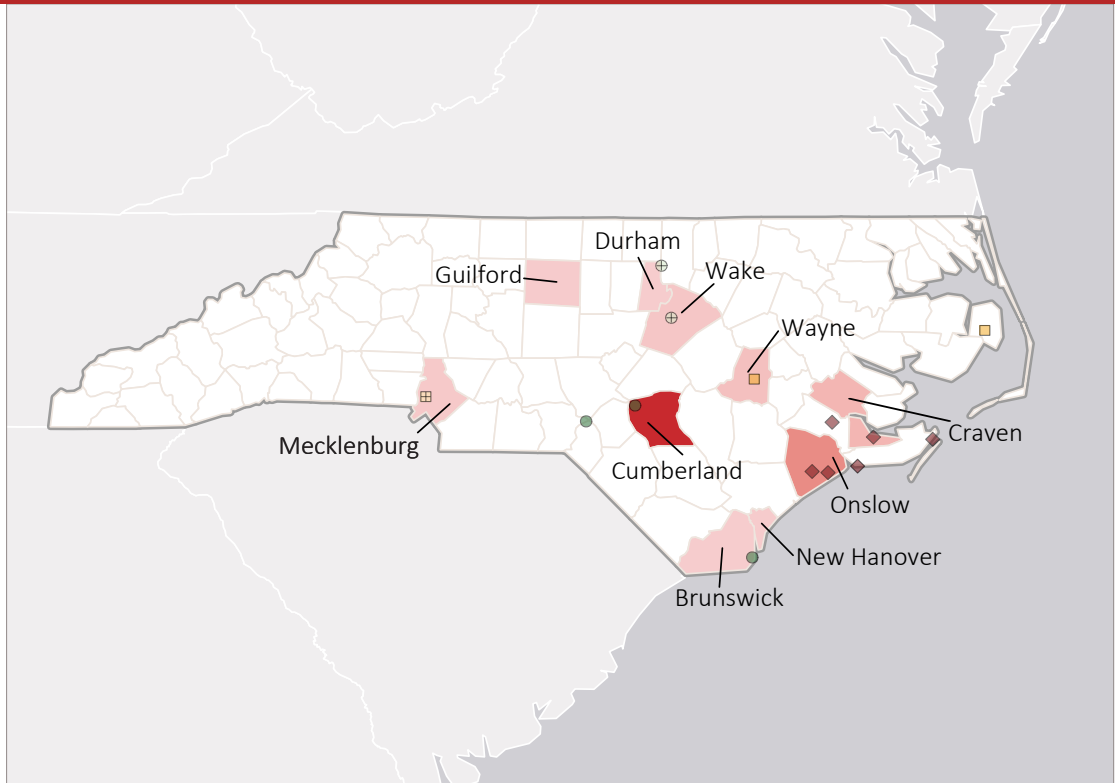 Durham
Guilford
Wake
Wayne
Mecklenburg
Cumberland
Craven
Onslow
New Hanover
Brunswick